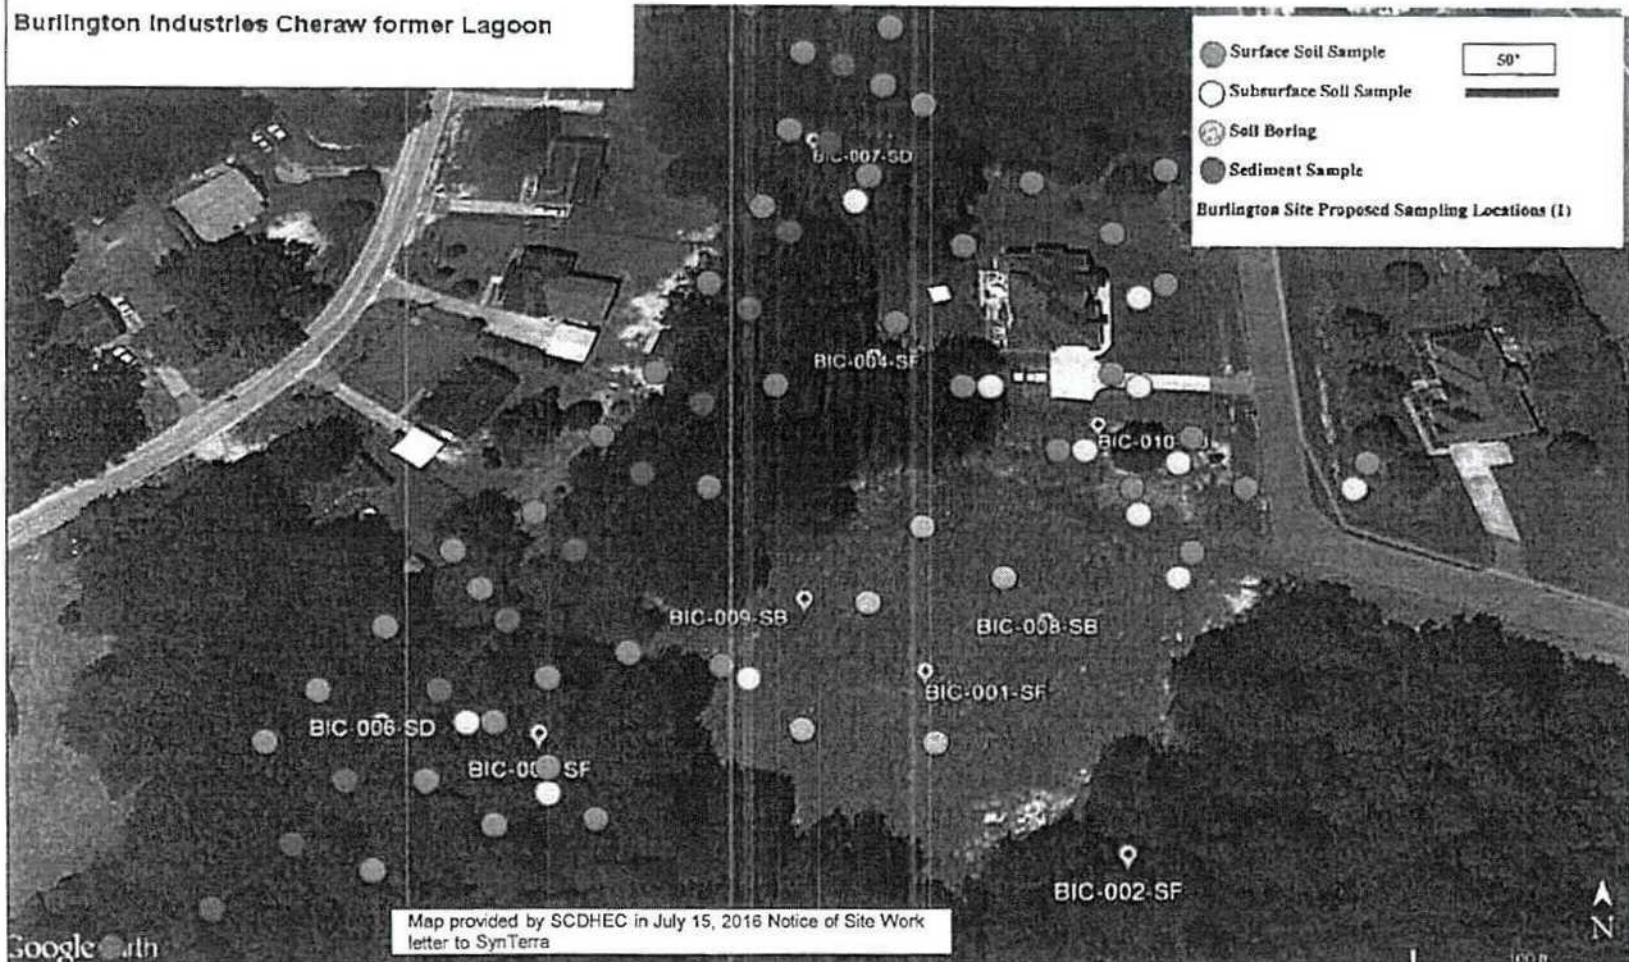 Burlington Industries Cheraw former Lagoon
Surface Soil Sample
50'
Subsurface Soil Sample
Soil Boring
Sediment Sample
Burlington Site Proposed Sampling Locations (1)
BIC-007-SD
BIC-004-SF
BIC-010
BIC-009-SB
BIC-008-SB
BIC-001-SF
BIC-006-SD
SF
BIC-002-SF
Map provided by SCDHEC in July 15, 2016 Notice of Site Work
letter to SynTerra
N